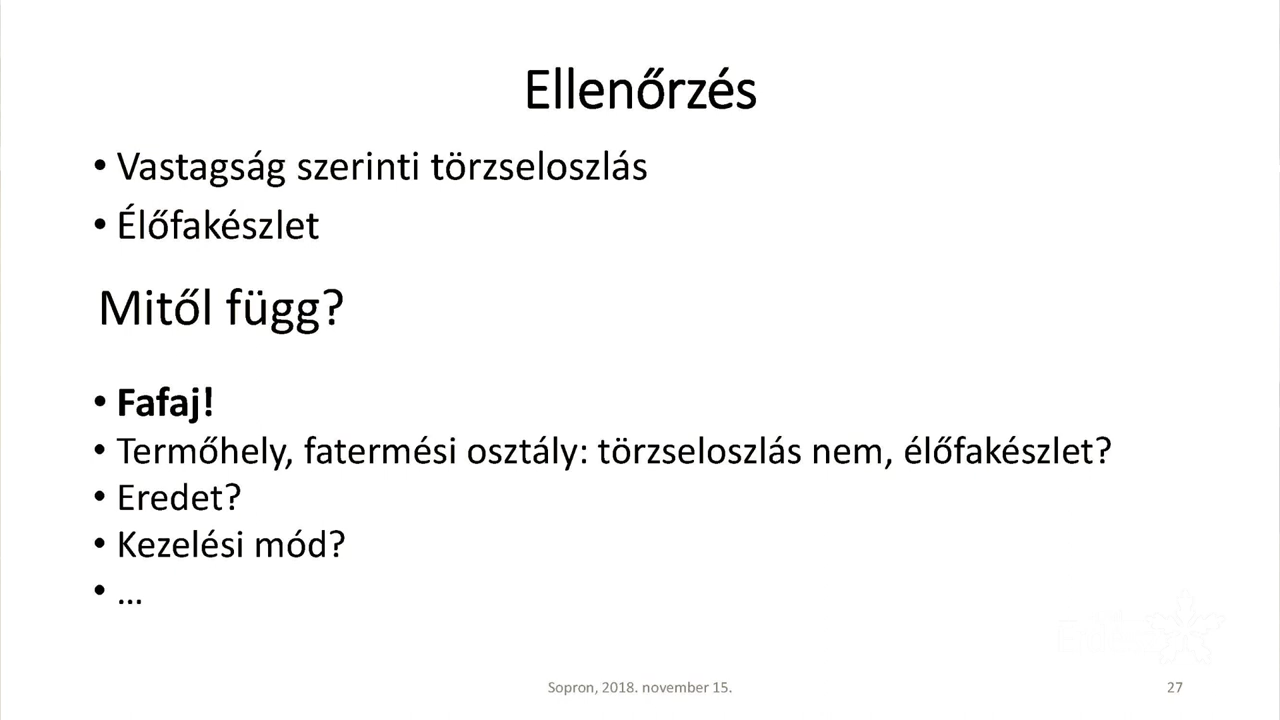 Ellenőrzés
• Vastagság szerinti törzseloszlás
• Élőfakészlet
Mitől függ?
• Fafaj!
• Termőhely, fatermési osztály: törzseloszlás nem, élőfakészlet?
• Eredet?
• Kezelési mód?
• ...
Sopron, 2018. november 15.
27